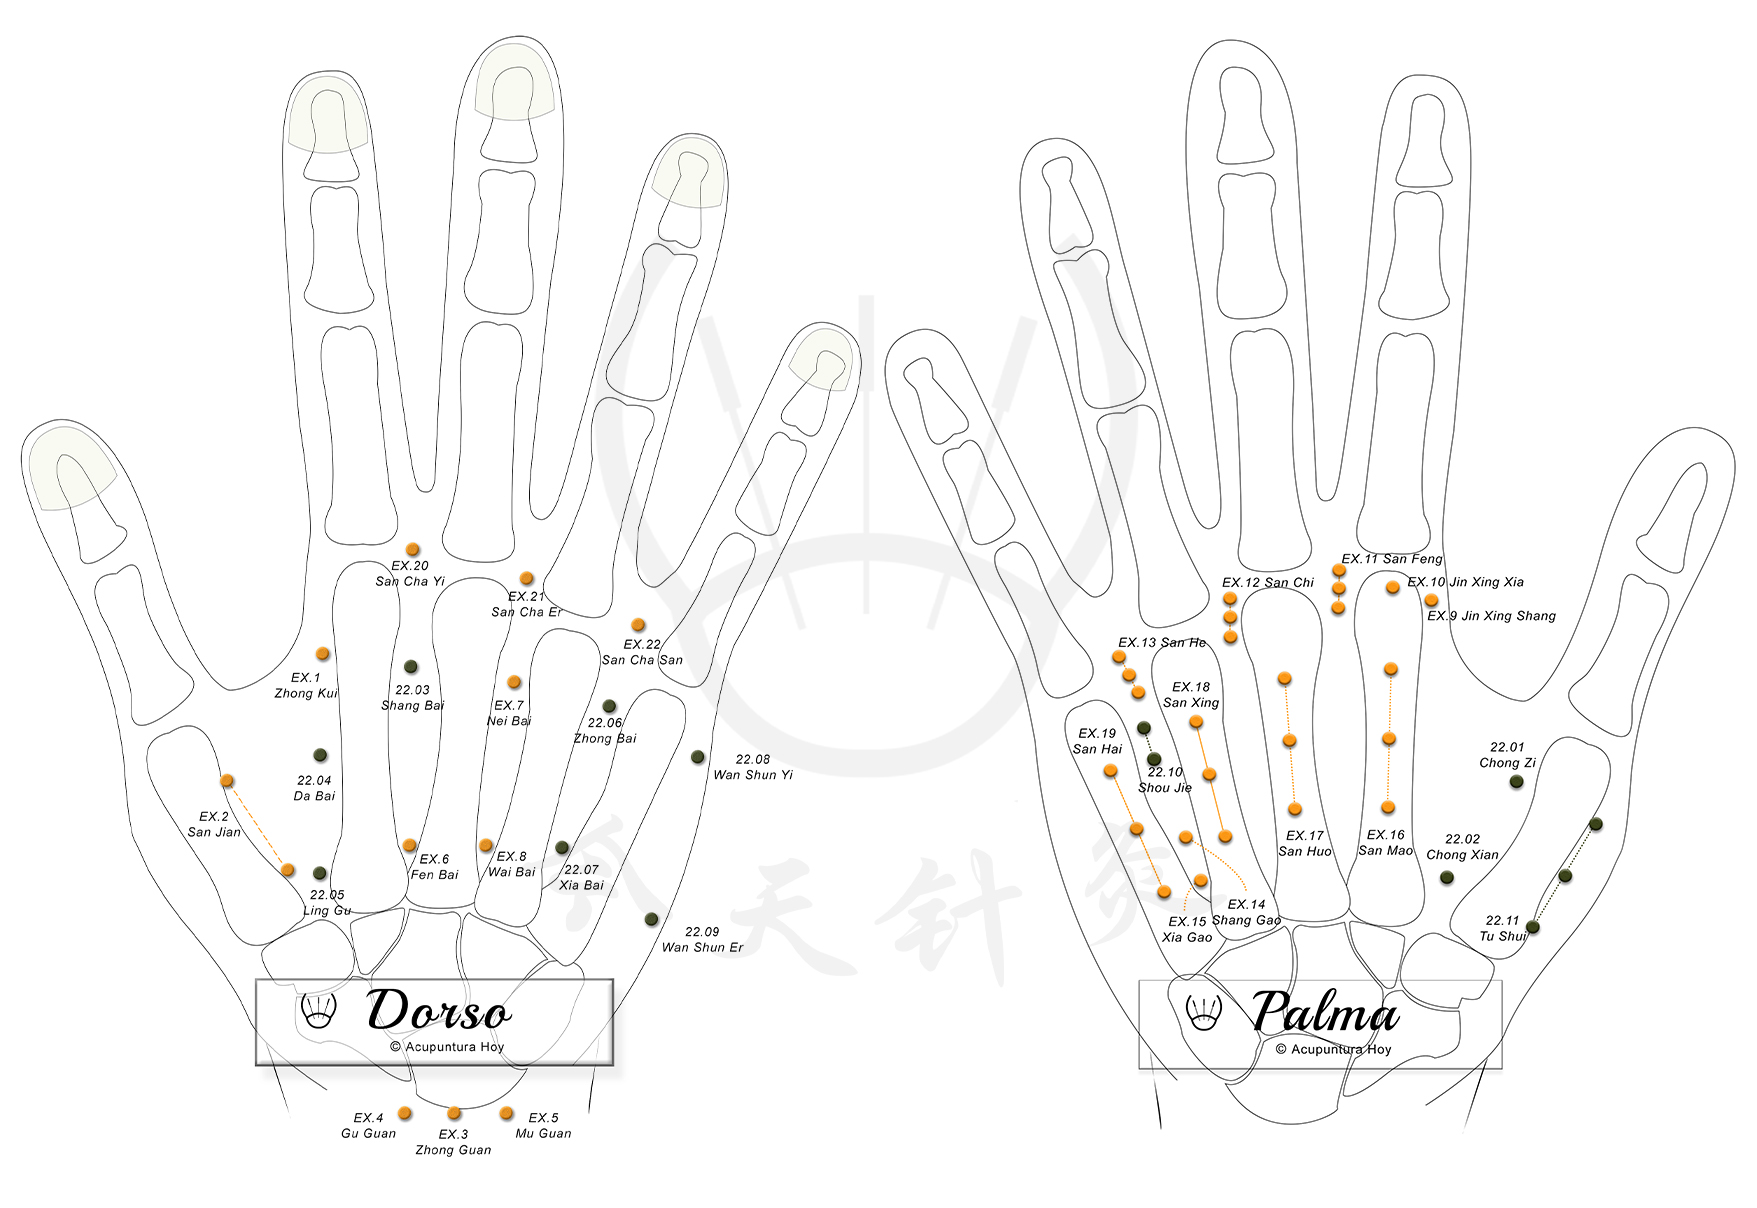 EX.20
San Cha Yi
EX.21
San Cha Er
EX.22
San Cha San
EX.1
Zhong Kui
22.03
Shang Bai
EX.7
Nei Bai
22.06
Zhong Bai
22.04
Da Bai
22.08
Wan Shun Yi
EX.2
San Jian
EX.6
Fen Bai
EX.8
Wai Bai
22.07
Xia Bai
22.05
Ling Gu
22.09
Wan Shun Er
Dorso
© Acupuntura Hoy
EX.4
Gu Guan
EX.3
Zhong Guan
EX.5
Mu Guan
EX.11 San Feng
EX.12 San Chi
EX.10 Jin Xing Xia
EX.9 Jin Xing Shang
EX.13 San He
EX.18
San Xing
EX.19
San Hai
22.10
Shou Jie
22.01
Chong Zi
EX.17
San Huo
EX.16
San Mao
22.02
Chong Xian
EX.14
Shang Gao
EX.15
Xia Gao
22.11
Tu Shui
Palma
© Acupuntura Hoy
天针灸